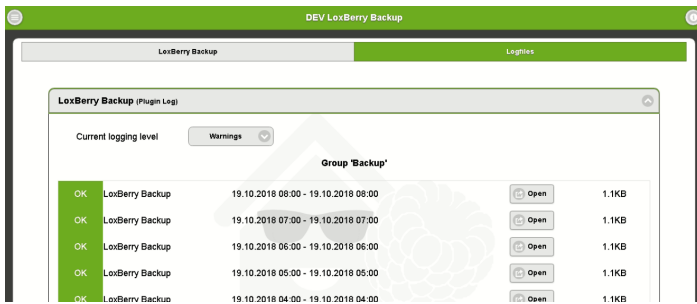 DEV LoxBerry Backup
LoxBerry Backup Logfiles
LoxBerry Backup (Plugin Log)
Current logging level Warnings
Group 'Backup'
OK LoxBerry Backup 19.10.2018 08:00 - 19.10.2018 08:00 Open 1.1KB
OK LoxBerry Backup 19.10.2018 07:00 - 19.10.2018 07:00 Open 1.1KB
OK LoxBerry Backup 19.10.2018 06:00 - 19.10.2018 06:00 Open 1.1KB
OK LoxBerry Backup 19.10.2018 05:00 - 19.10.2018 05:00 Open 1.1KB
OK LoxBerry Backup 19.10.2018 04:00 - 19.10.2018 04:00 Open 1.1KB